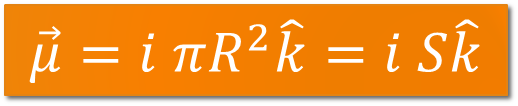 μ⃗ = i πR²k̂ = i Sk̂